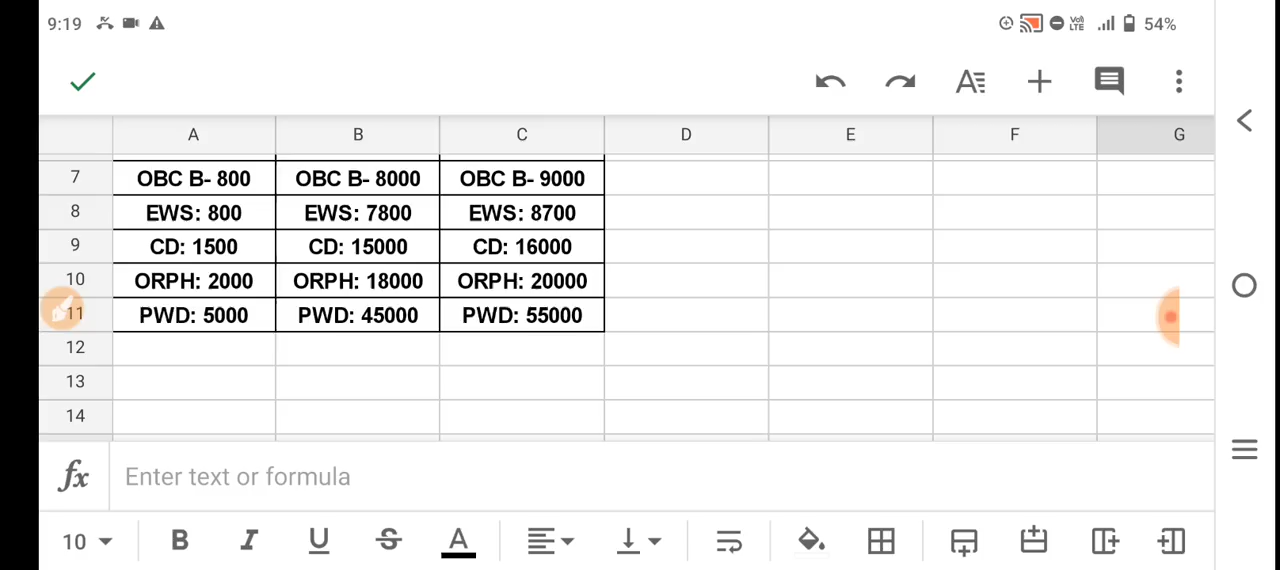 9:19 VoD LTE 54%
A B C D E F G
7 OBC B- 800 OBC B- 8000 OBC B- 9000
8 EWS: 800 EWS: 7800 EWS: 8700
9 CD: 1500 CD: 15000 CD: 16000
10 ORPH: 2000 ORPH: 18000 ORPH: 20000
11 PWD: 5000 PWD: 45000 PWD: 55000
12
13
14
fx Enter text or formula
10 B I U S A